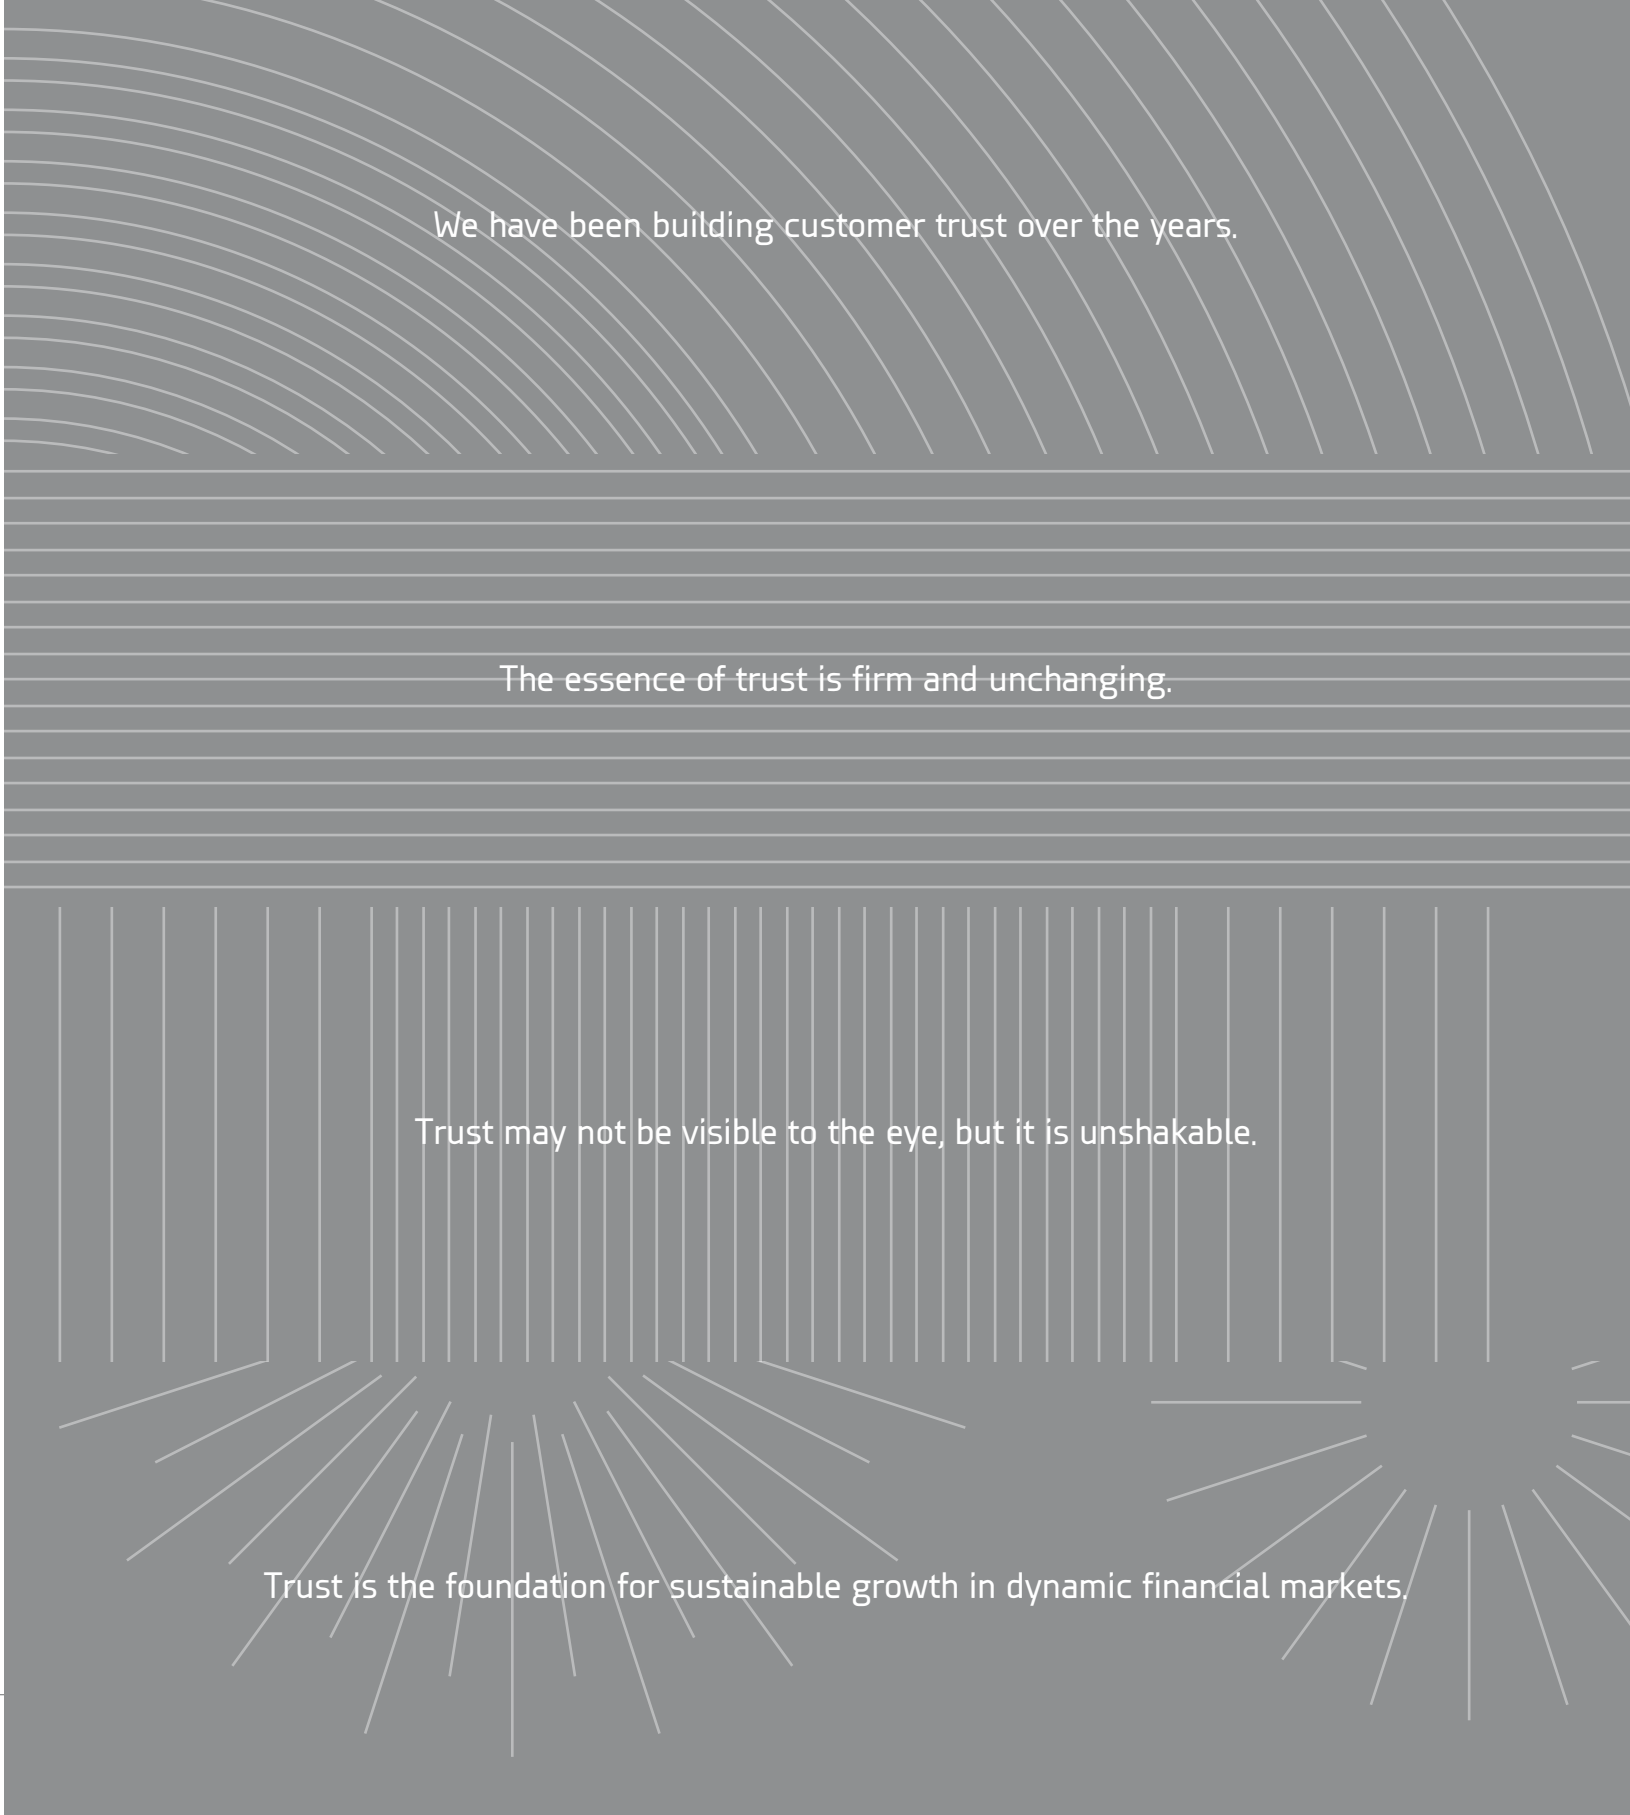 We have been building customer trust over the years.
The essence of trust is firm and unchanging.
Trust may not be visible to the eye, but it is unshakable.
Trust is the foundation for sustainable growth in dynamic financial markets.